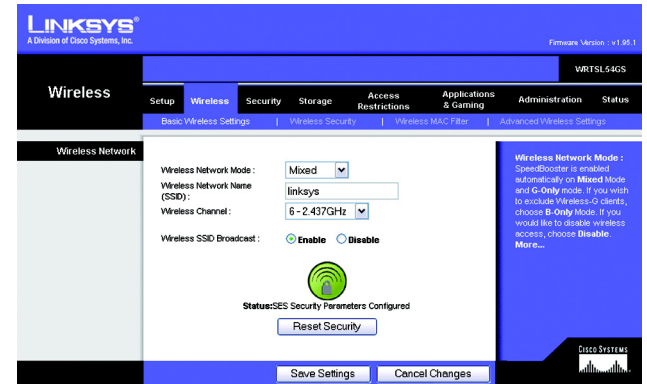 LINKSYS®
A Division of Cisco Systems, Inc.
Firmware Version : v1.95.1
WRTSL54GS
Wireless
Setup Wireless Security Storage Access Restrictions Applications & Gaming Administration Status
Basic Wireless Settings | Wireless Security | Wireless MAC Filter | Advanced Wireless Settings
Wireless Network
Wireless Network Mode : Mixed
Wireless Network Name
(SSID) : linksys
Wireless Channel : 6 - 2.437GHz
Wireless SSID Broadcast : Enable Disable
Status:SES Security Parameters Configured
Reset Security
Wireless Network Mode :
SpeedBooster is enabled
automatically on Mixed Mode
and G-Only mode. If you wish
to exclude Wireless-G clients,
choose B-Only Mode. If you
would like to disable wireless
access, choose Disable.
More...
CISCO SYSTEMS
Save Settings Cancel Changes